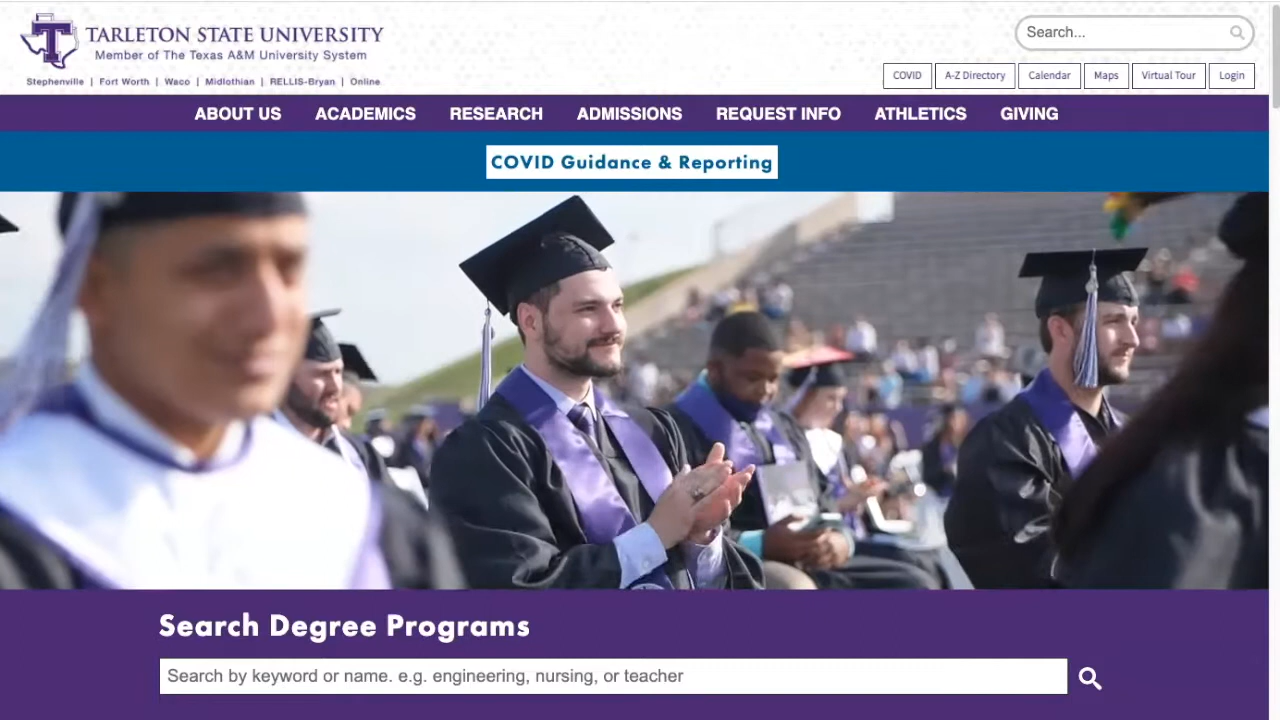 T
TARLETON STATE UNIVERSITY
Member of The Texas A&M University System
Stephenville | Fort Worth | Waco | Midlothian | RELLIS-Bryan | Online
Search...
COVID
A-Z Directory
Calendar
Maps
Virtual Tour
Login
ABOUT US
ACADEMICS
RESEARCH
ADMISSIONS
REQUEST INFO
ATHLETICS
GIVING
COVID Guidance & Reporting
Search Degree Programs
Search by keyword or name. e.g. engineering, nursing, or teacher